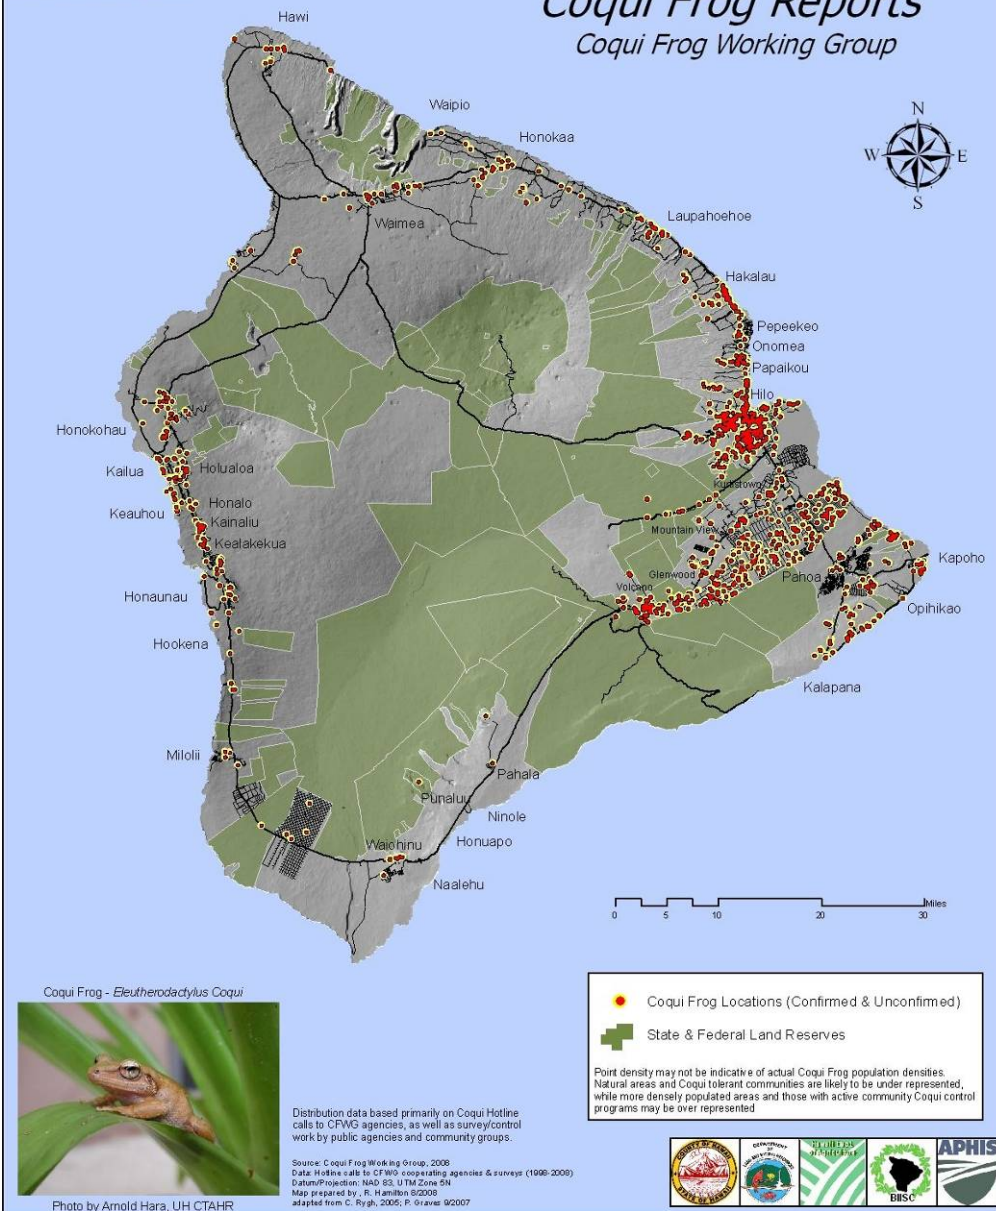 Coqui Frog Reports
Coqui Frog Working Group
Hawi
Waipio
Honokaa
N
W
E
S
Waimea
Laupahoehoe
Hakalau
Pepeekeo
Onomea
Papaikou
Hilo
Honokohau
Kailua
Holualoa
Keauhou
Honalo
Kainaliu
Kealakekua
Kurtistown
Mountain View
Glenwood
Volcano
Pahoa
Kapoho
Opihikao
Honaunau
Hookena
Kalapana
Milolii
Pahala
Punaluu
Ninole
Honuapo
Waiohinu
Naalehu
Miles
0 5 10 20 30
Coqui Frog - Eleutherodactylus Coqui
Photo by Arnold Hara, UH CTAHR
Distribution data based primarily on Coqui Hotline
calls to CFWG agencies, as well as survey/control
work by public agencies and community groups.
Source: Coqui Frog Working Group, 2008
Data: Hotline calls to CFWG cooperating agencies & surveys (1998-2008)
Datum/Projection: NAD 83, UTM Zone 5N
Map prepared by , R. Hamilton 8/2008
adapted from C. Rygh, 2005; P. Graves 9/2007
Coqui Frog Locations (Confirmed & Unconfirmed)
State & Federal Land Reserves
Point density may not be indicative of actual Coqui Frog population densities.
Natural areas and Coqui tolerant communities are likely to be under represented,
while more densely populated areas and those with active community Coqui control
programs may be over represented
COUNTY OF HAWAII
STATE OF HAWAII
BIISC
APHIS